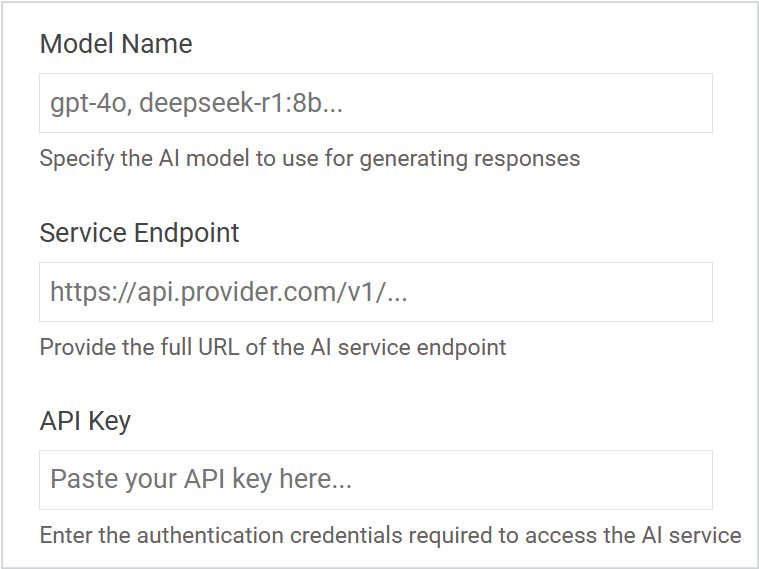 Model Name
gpt-4o, deepseek-r1:8b...
Specify the AI model to use for generating responses
Service Endpoint
https://api.provider.com/v1/...
Provide the full URL of the AI service endpoint
API Key
Paste your API key here...
Enter the authentication credentials required to access the AI service